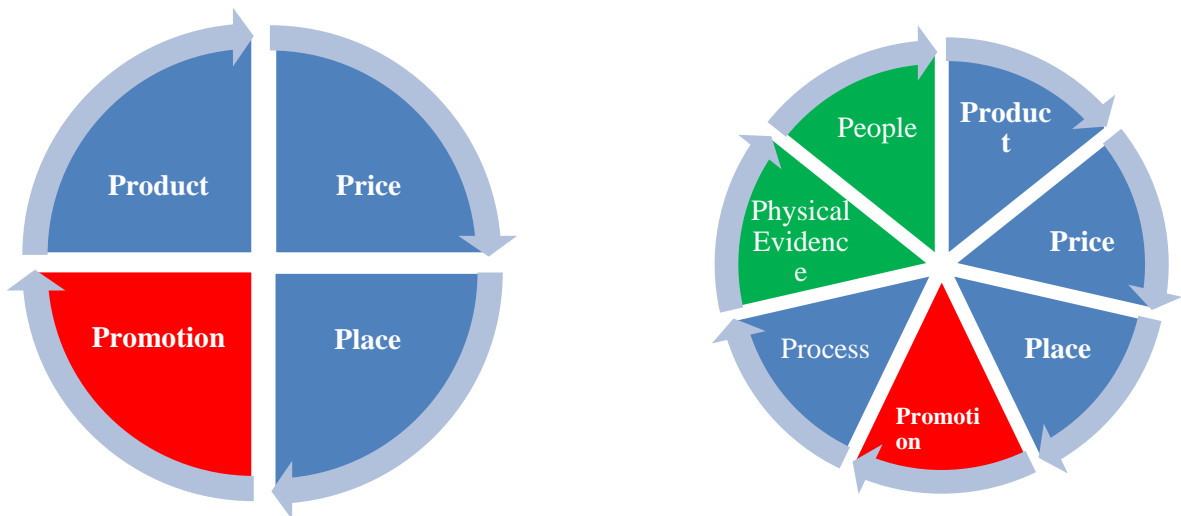 Product
Price
Promotion
Place
People
Produc
t
Physical
Evidenc
e
Price
Process
Place
Promoti
on